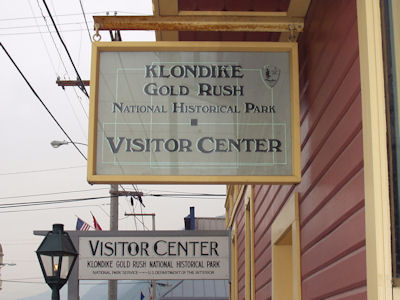 KLONDIKE
GOLD RUSH
NATIONAL HISTORICAL PARK
VISITOR CENTER
VISITOR CENTER
KLONDIKE GOLD RUSH NATIONAL HISTORICAL PARK
NATIONAL PARK SERVICE — U.S. DEPARTMENT OF THE INTERIOR